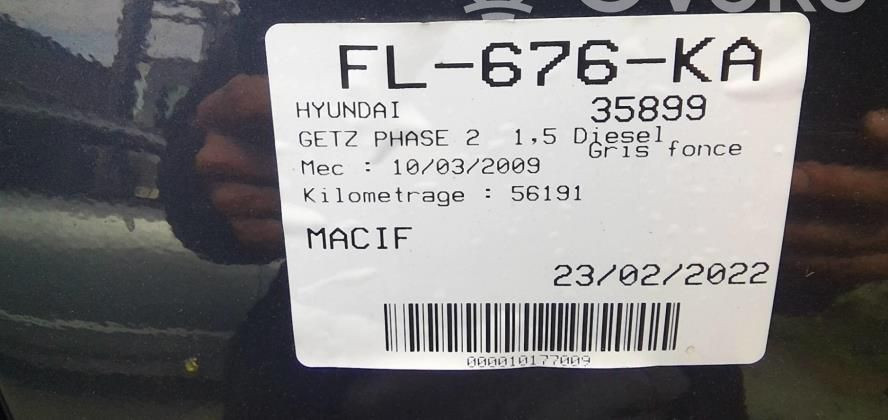 FL-676-KA
HYUNDAI 35899
GETZ PHASE 2 1,5 Diesel
Gris fonce
Mec : 10/03/2009
Kilometrage : 56191
MACIF
23/02/2022
000010177009